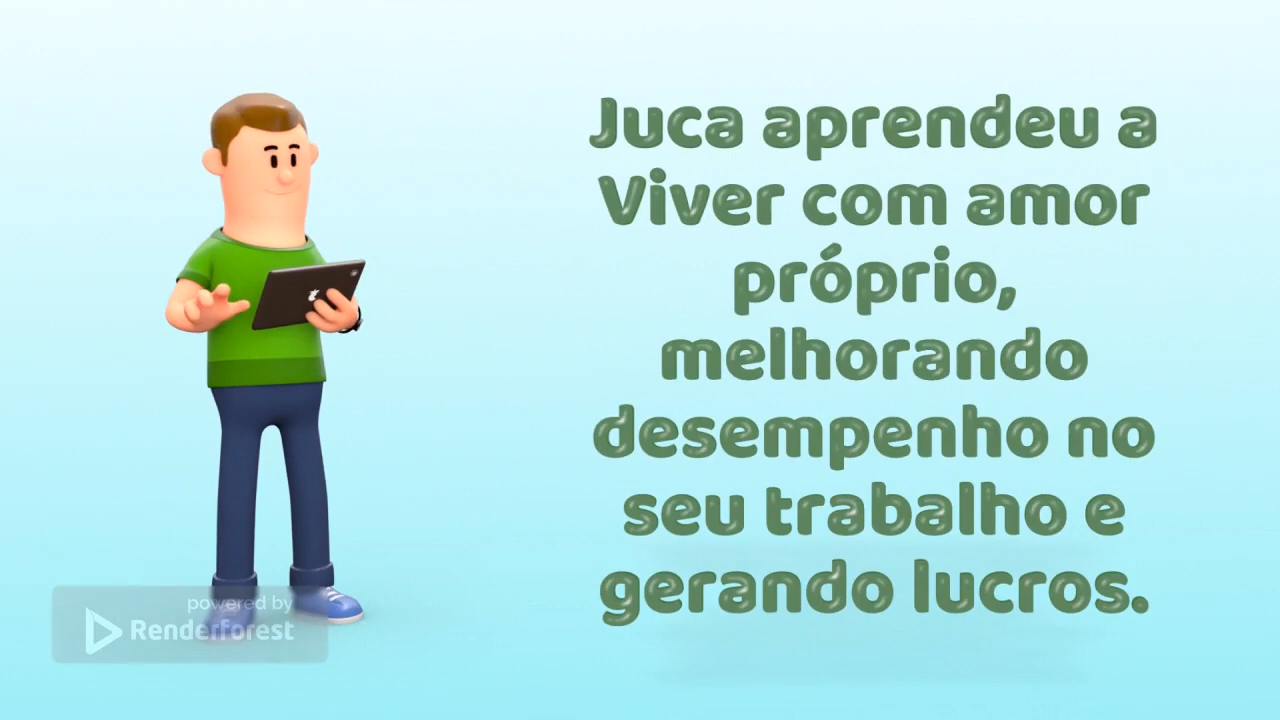 Juca aprendeu a
Viver com amor
próprio,
melhorando
desempenho no
seu trabalho e
gerando lucros.
powered by
Renderforest